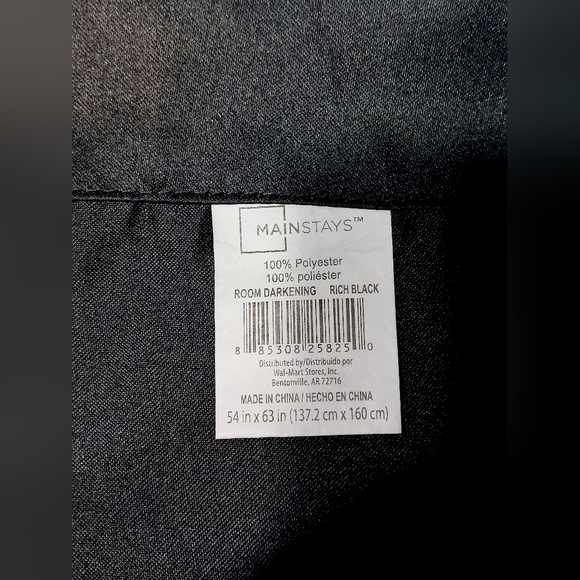 MAINSTAYS™
100% Polyester
100% poliéster
ROOM DARKENING RICH BLACK
8 85308 25825 0
Distributed by/Distribuido por
Wal-Mart Stores, Inc.
Bentonville, AR 72716
MADE IN CHINA / HECHO EN CHINA
54 in x 63 in (137.2 cm x 160 cm)